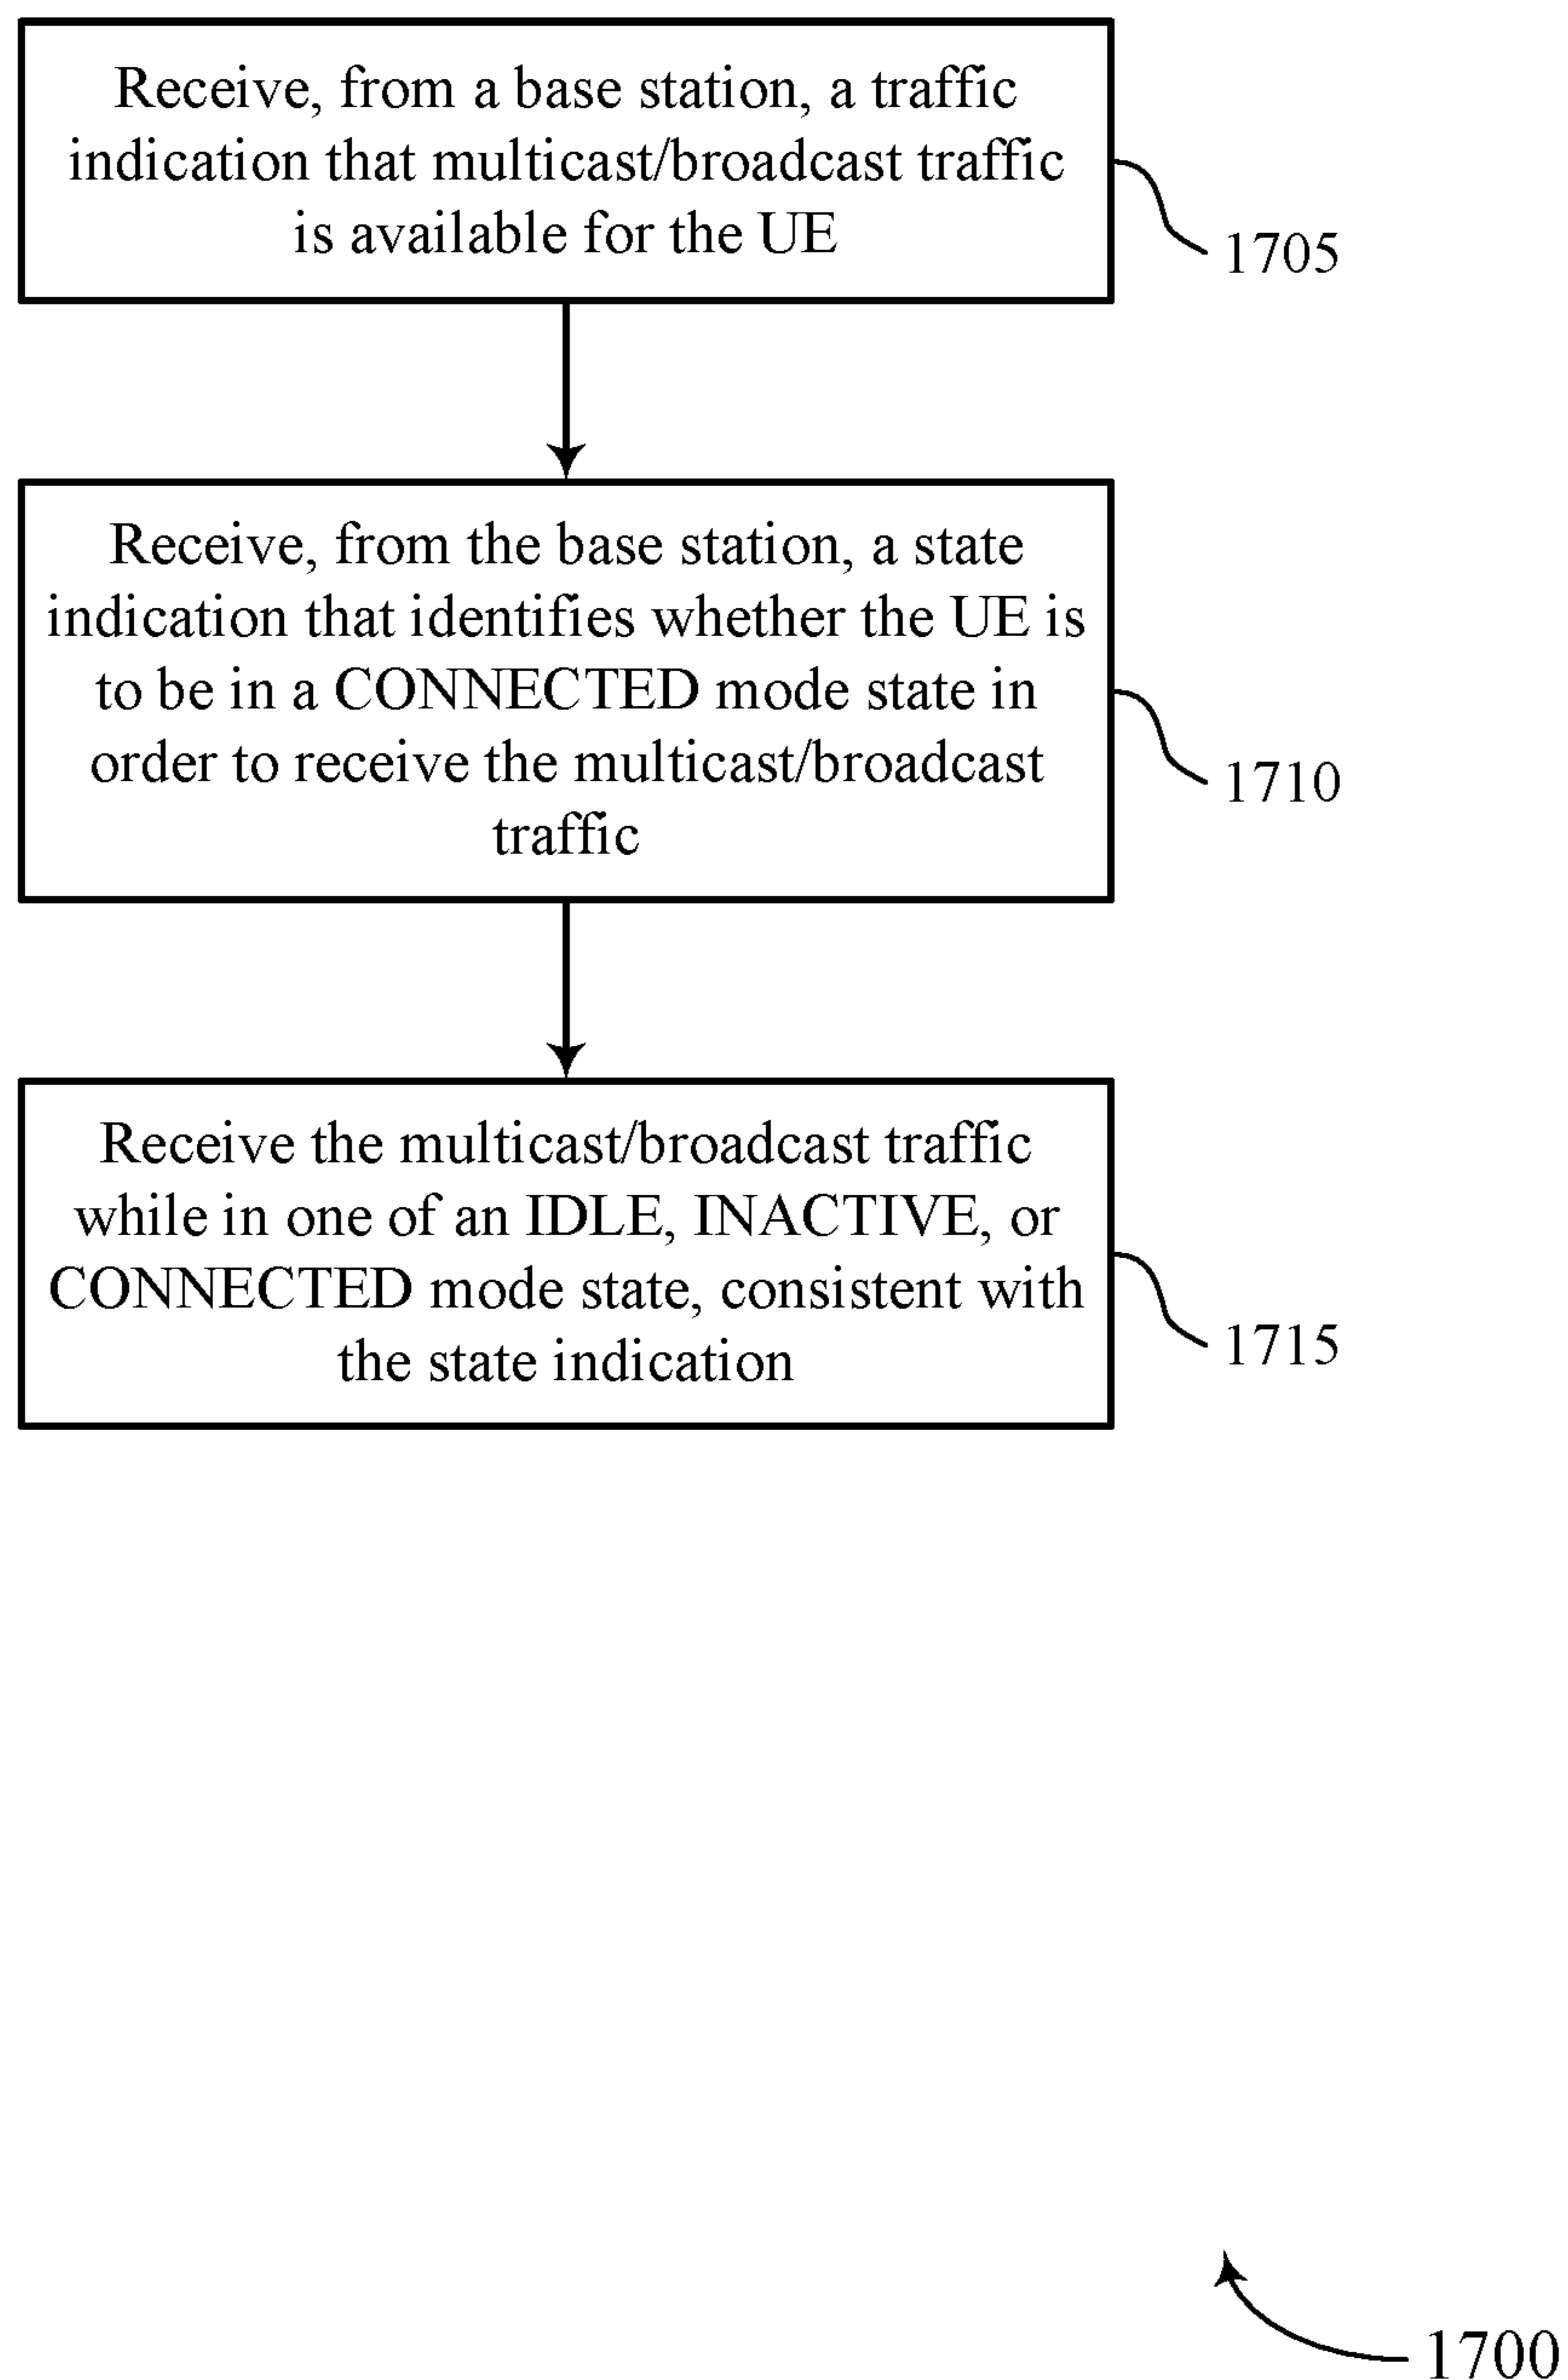 Receive, from a base station, a traffic
indication that multicast/broadcast traffic
is available for the UE
1705
Receive, from the base station, a state
indication that identifies whether the UE is
to be in a CONNECTED mode state in
order to receive the multicast/broadcast
traffic
1710
Receive the multicast/broadcast traffic
while in one of an IDLE, INACTIVE, or
CONNECTED mode state, consistent with
the state indication
1715
1700